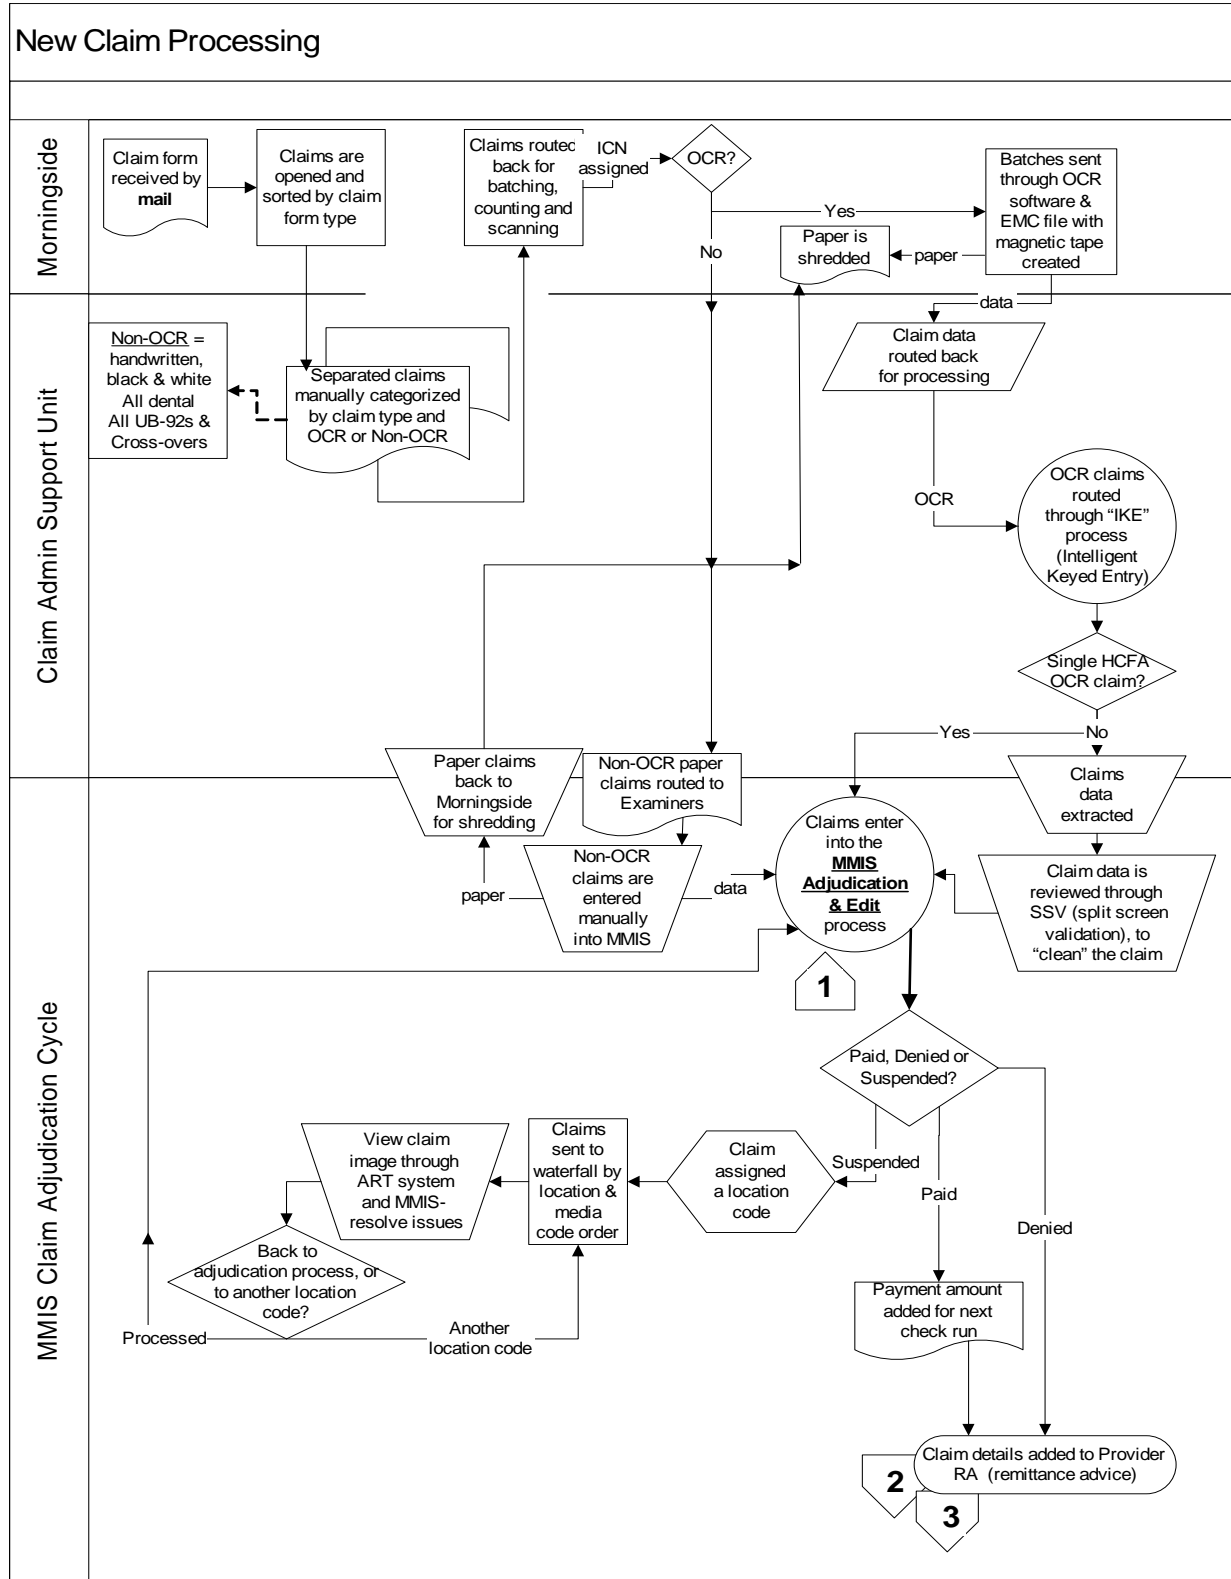 New Claim Processing
Morningside
Claim form
received by
mail
Claims are
opened and
sorted by claim
form type
Claims routed
back for
batching,
counting and
scanning
ICN
assigned
OCR?
Yes
No
Batches sent
through OCR
software &
EMC file with
magnetic tape
created
paper
Paper is
shredded
data
Claim Admin Support Unit
Non-OCR =
handwritten,
black & white
All dental
All UB-92s &
Cross-overs
Separated claims
manually categorized
by claim type and
OCR or Non-OCR
Claim data
routed back
for processing
OCR
OCR claims
routed
through “IKE”
process
(Intelligent
Keyed Entry)
Single HCFA
OCR claim?
Yes
No
Paper claims
back to
Morningside
for shredding
Non-OCR paper
claims routed to
Examiners
Claims
data
extracted
MMIS Claim Adjudication Cycle
paper
Non-OCR
claims are
entered
manually
into MMIS
data
Claims enter
into the
MMIS
Adjudication
& Edit
process
Claim data is
reviewed through
SSV (split screen
validation), to
“clean” the claim
1
Paid, Denied or
Suspended?
Suspended
Paid
Denied
Claim
assigned
a location
code
Claims
sent to
waterfall by
location &
media
code order
View claim
image through
ART system
and MMIS-
resolve issues
Back to
adjudication process, or
to another location
code?
Processed
Another
location code
Payment amount
added for next
check run
Claim details added to Provider
RA (remittance advice)
2
3